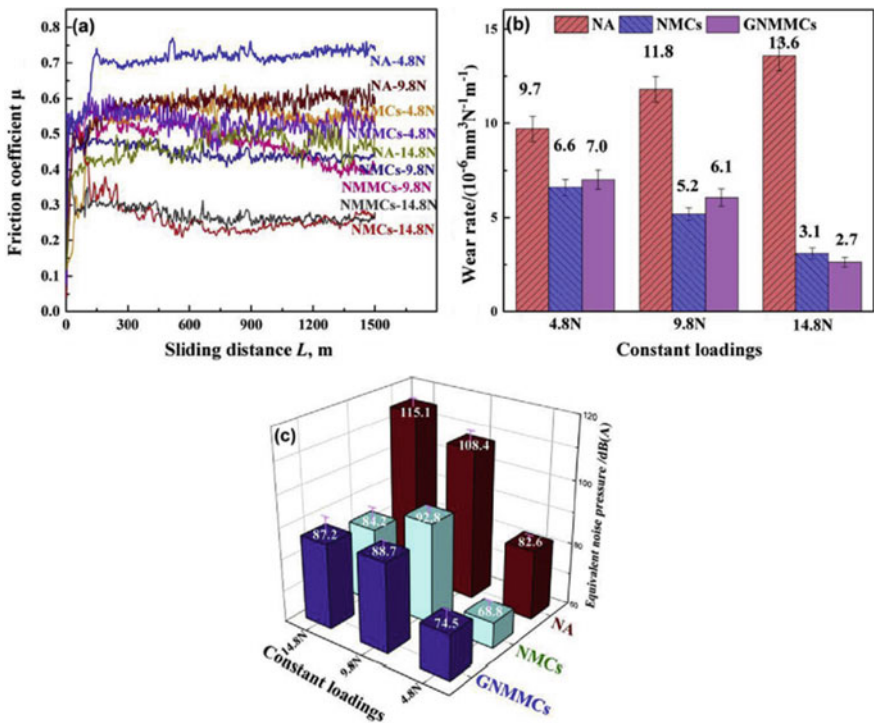 (a)
Friction coefficient μ
0.8
0.7
0.6
0.5
0.4
0.3
0.2
0.1
0.0
NA-4.8N
NA-9.8N
MCs-4.8N
NMMCs-4.8N
NA-14.8N
NMCs-9.8N
NMMCs-9.8N
NMMCs-14.8N
NMCs-14.8N
0 300 600 900 1200 1500
Sliding distance L, m
(b)
NA NMCs GNMMCs
Wear rate/(10⁻⁶mm³N⁻¹m⁻¹)
15
10
5
0
9.7 6.6 7.0
11.8 5.2 6.1
13.6 3.1 2.7
4.8N 9.8N 14.8N
Constant loadings
(c)
115.1
108.4
82.6
84.2
92.8
68.8
87.2
88.7
74.5
120
100
80
60
Equivalent noise pressure /dB(A)
14.8N
9.8N
4.8N
Constant loadings
NA
NMCs
GNMMCs